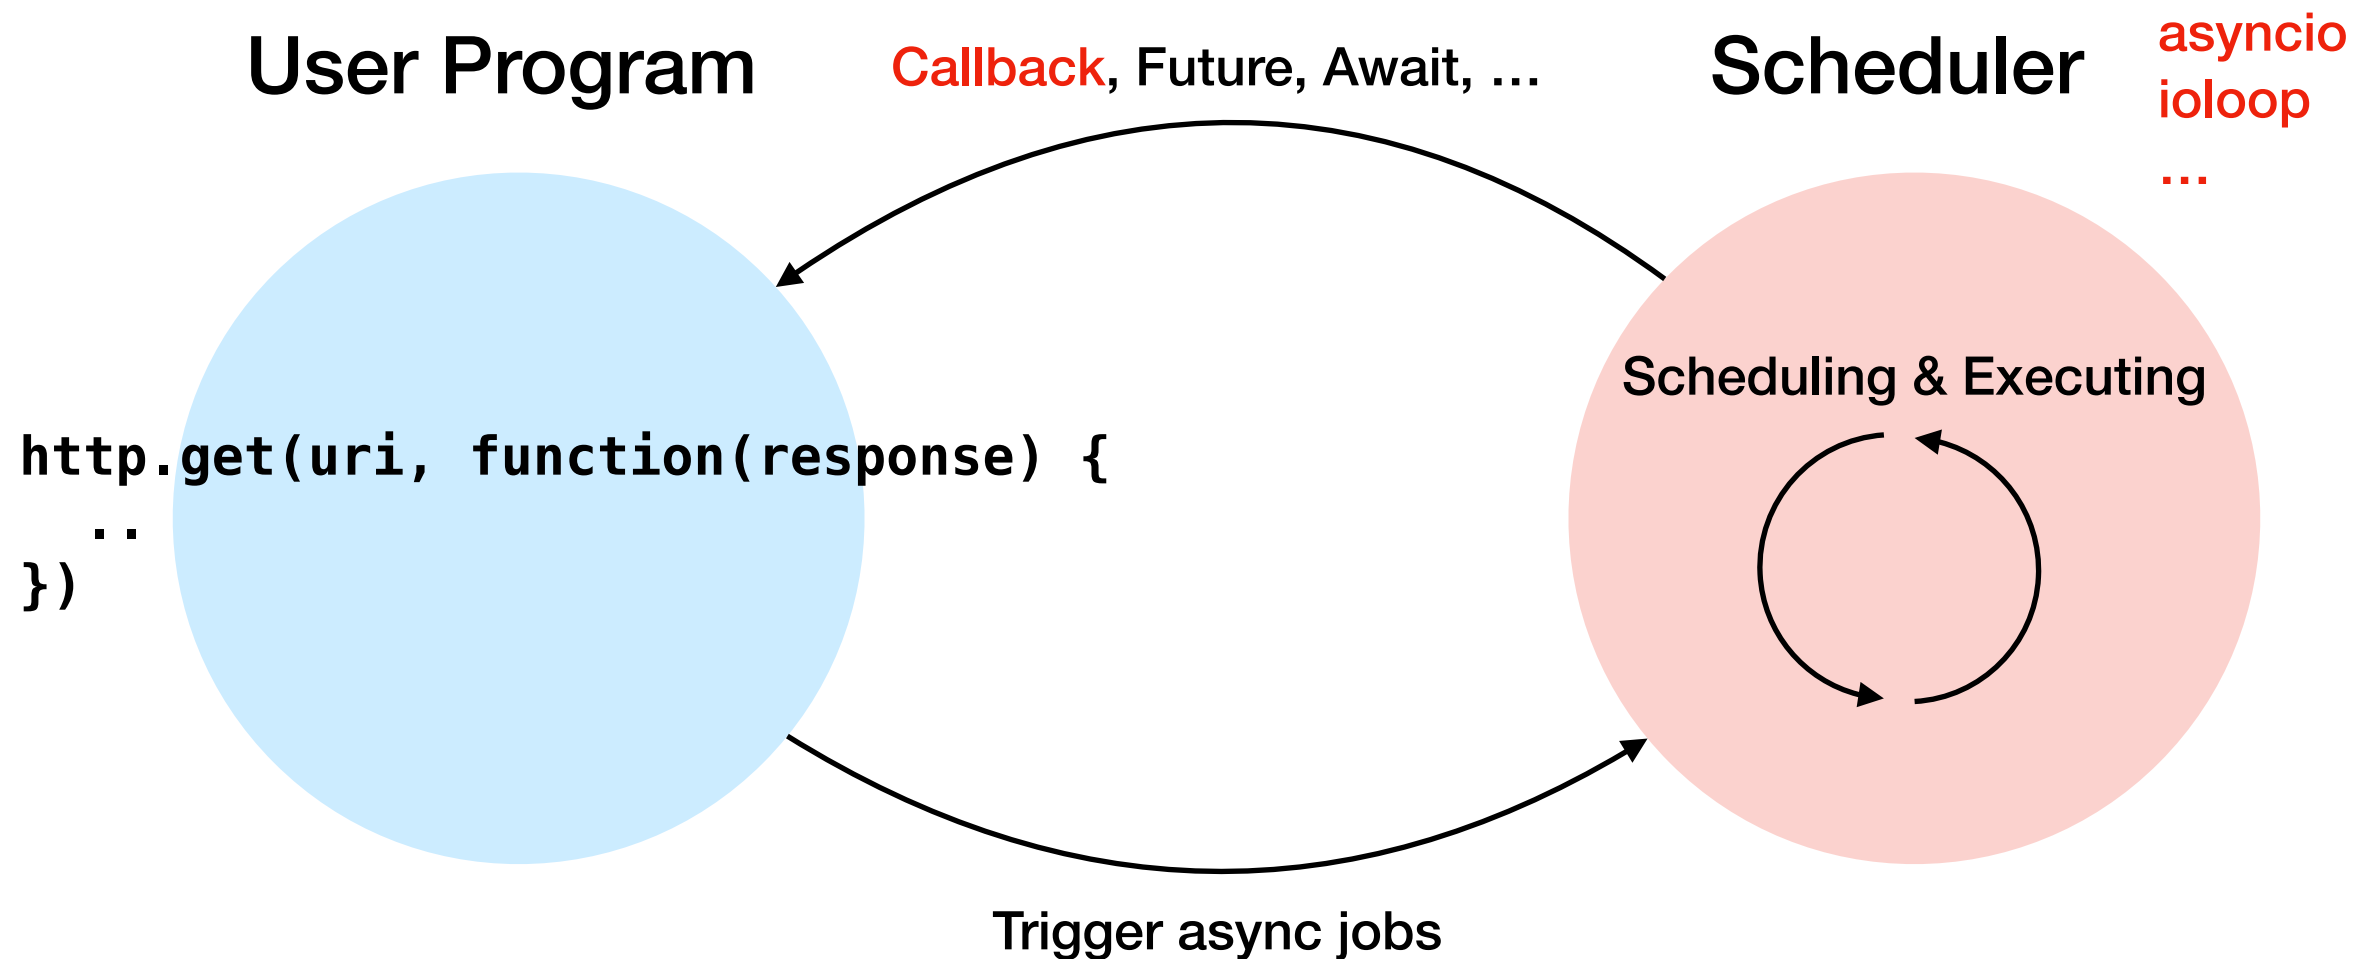 User Program
Callback, Future, Await, ...
Scheduler
asyncio
ioloop
...
Scheduling & Executing
http.get(uri, function(response) {
  ..
})
Trigger async jobs